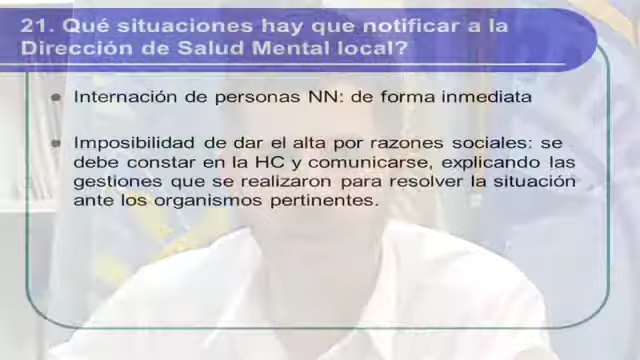 21. Qué situaciones hay que notificar a la
Dirección de Salud Mental local?
Internación de personas NN: de forma inmediata
Imposibilidad de dar el alta por razones sociales: se
debe constar en la HC y comunicarse, explicando las
gestiones que se realizaron para resolver la situación
ante los organismos pertinentes.